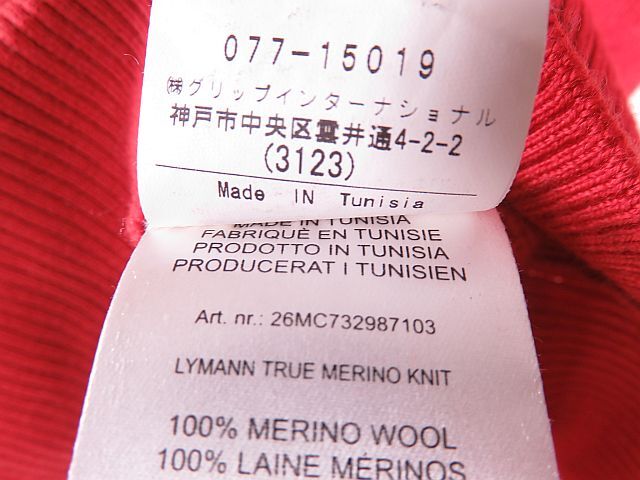 077-15019
㈱グリップインターナショナル
神戸市中央区雲井通4-2-2
(3123)
Made IN Tunisia
MADE IN TUNISIA
FABRIQUÉ EN TUNISIE
PRODOTTO IN TUNISIA
PRODUCERAT I TUNISIEN
Art. nr.: 26MC732987103
LYMANN TRUE MERINO KNIT
100% MERINO WOOL
100% LAINE MÉRINOS